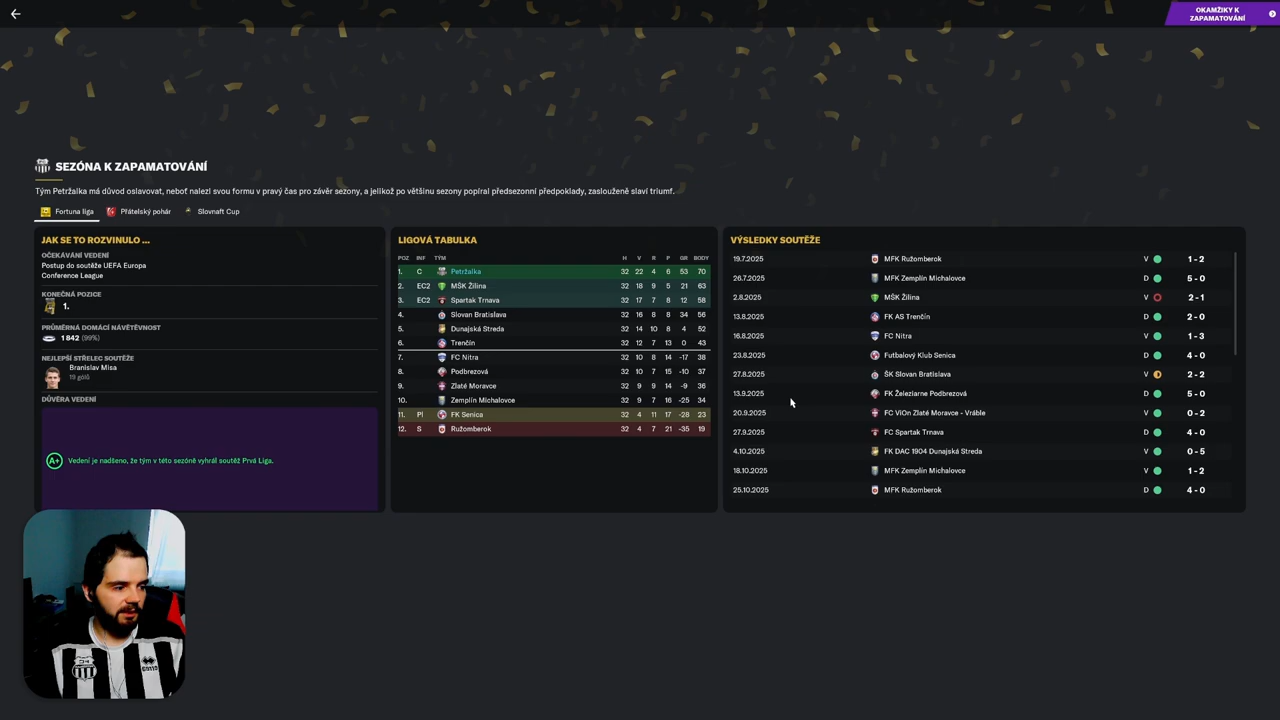 OKAMŽIKY K
ZAPAMATOVÁNÍ
SEZÓNA K ZAPAMATOVÁNÍ
Tým Petržalka má důvod oslavovat, neboť nalezl svou formu v pravý čas pro závěr sezony, a jelikož po většinu sezony popíral předsezonní předpoklady, zaslouženě slaví triumf.
Fortuna liga Přátelský pohár Slovnaft Cup
JAK SE TO ROZVINULO ...
OČEKÁVÁNÍ VEDENÍ
Postup do soutěže UEFA Europa
Conference League
KONEČNÁ POZICE
1.
PRŮMĚRNÁ DOMÁCÍ NÁVŠTĚVNOST
1 842 (99%)
NEJLEPŠÍ STŘELEC SOUTĚŽE
Branislav Misa
19 gólů
DŮVĚRA VEDENÍ
A+ Vedení je nadšeno, že tým v této sezóně vyhrál soutěž Prvá Liga.
LIGOVÁ TABULKA
POZ INF TÝM H V R P GR BODY
1. C Petržalka 32 22 4 6 53 70
2. EC2 MŠK Žilina 32 18 9 5 21 63
3. EC2 Spartak Trnava 32 17 7 8 12 58
4. Slovan Bratislava 32 16 8 8 34 56
5. Dunajská Streda 32 14 10 8 4 52
6. Trenčín 32 12 7 13 0 43
7. FC Nitra 32 10 8 14 -17 38
8. Podbrezová 32 10 7 15 -10 37
9. Zlaté Moravce 32 9 9 14 -9 36
10. Zemplín Michalovce 32 9 7 16 -25 34
11. Pl FK Senica 32 4 11 17 -28 23
12. S Ružomberok 32 4 7 21 -35 19
VÝSLEDKY SOUTĚŽE
19.7.2025 MFK Ružomberok V 1 - 2
26.7.2025 MFK Zemplín Michalovce D 5 - 0
2.8.2025 MŠK Žilina V 2 - 1
13.8.2025 FK AS Trenčín D 2 - 0
16.8.2025 FC Nitra V 1 - 3
23.8.2025 Futbalový Klub Senica D 4 - 0
27.8.2025 ŠK Slovan Bratislava V 2 - 2
13.9.2025 FK Železiarne Podbrezová D 5 - 0
20.9.2025 FC ViOn Zlaté Moravce - Vráble V 0 - 2
27.9.2025 FC Spartak Trnava D 4 - 0
4.10.2025 FK DAC 1904 Dunajská Streda V 0 - 5
18.10.2025 MFK Zemplín Michalovce V 1 - 2
25.10.2025 MFK Ružomberok D 4 - 0